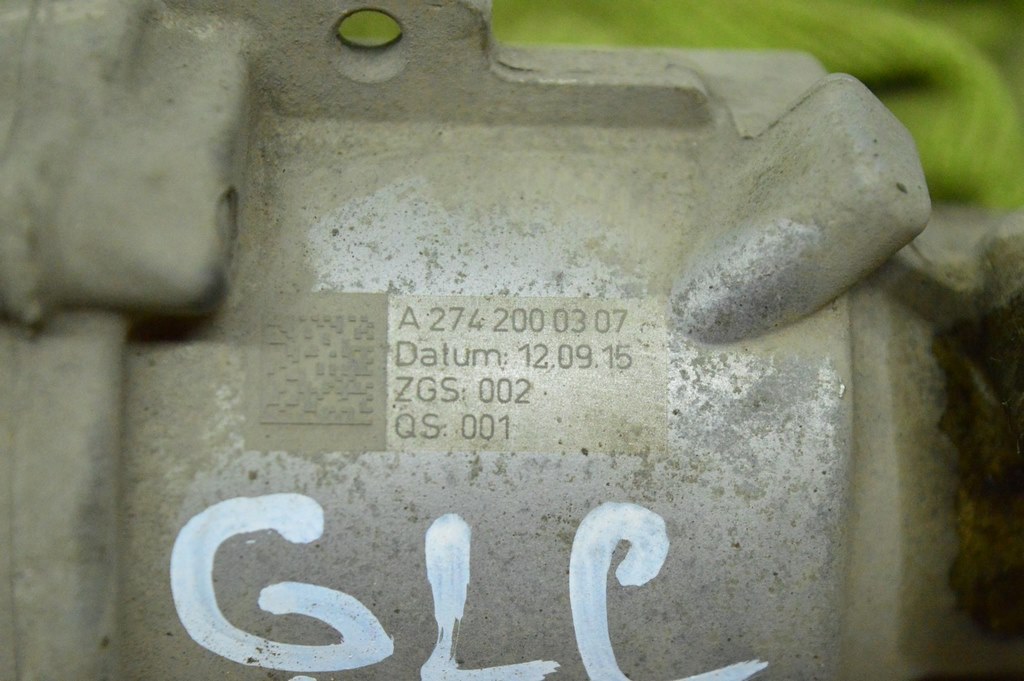 A 274 200 03 07
Datum: 12.09.15
ZGS: 002
QS: 001
GLC